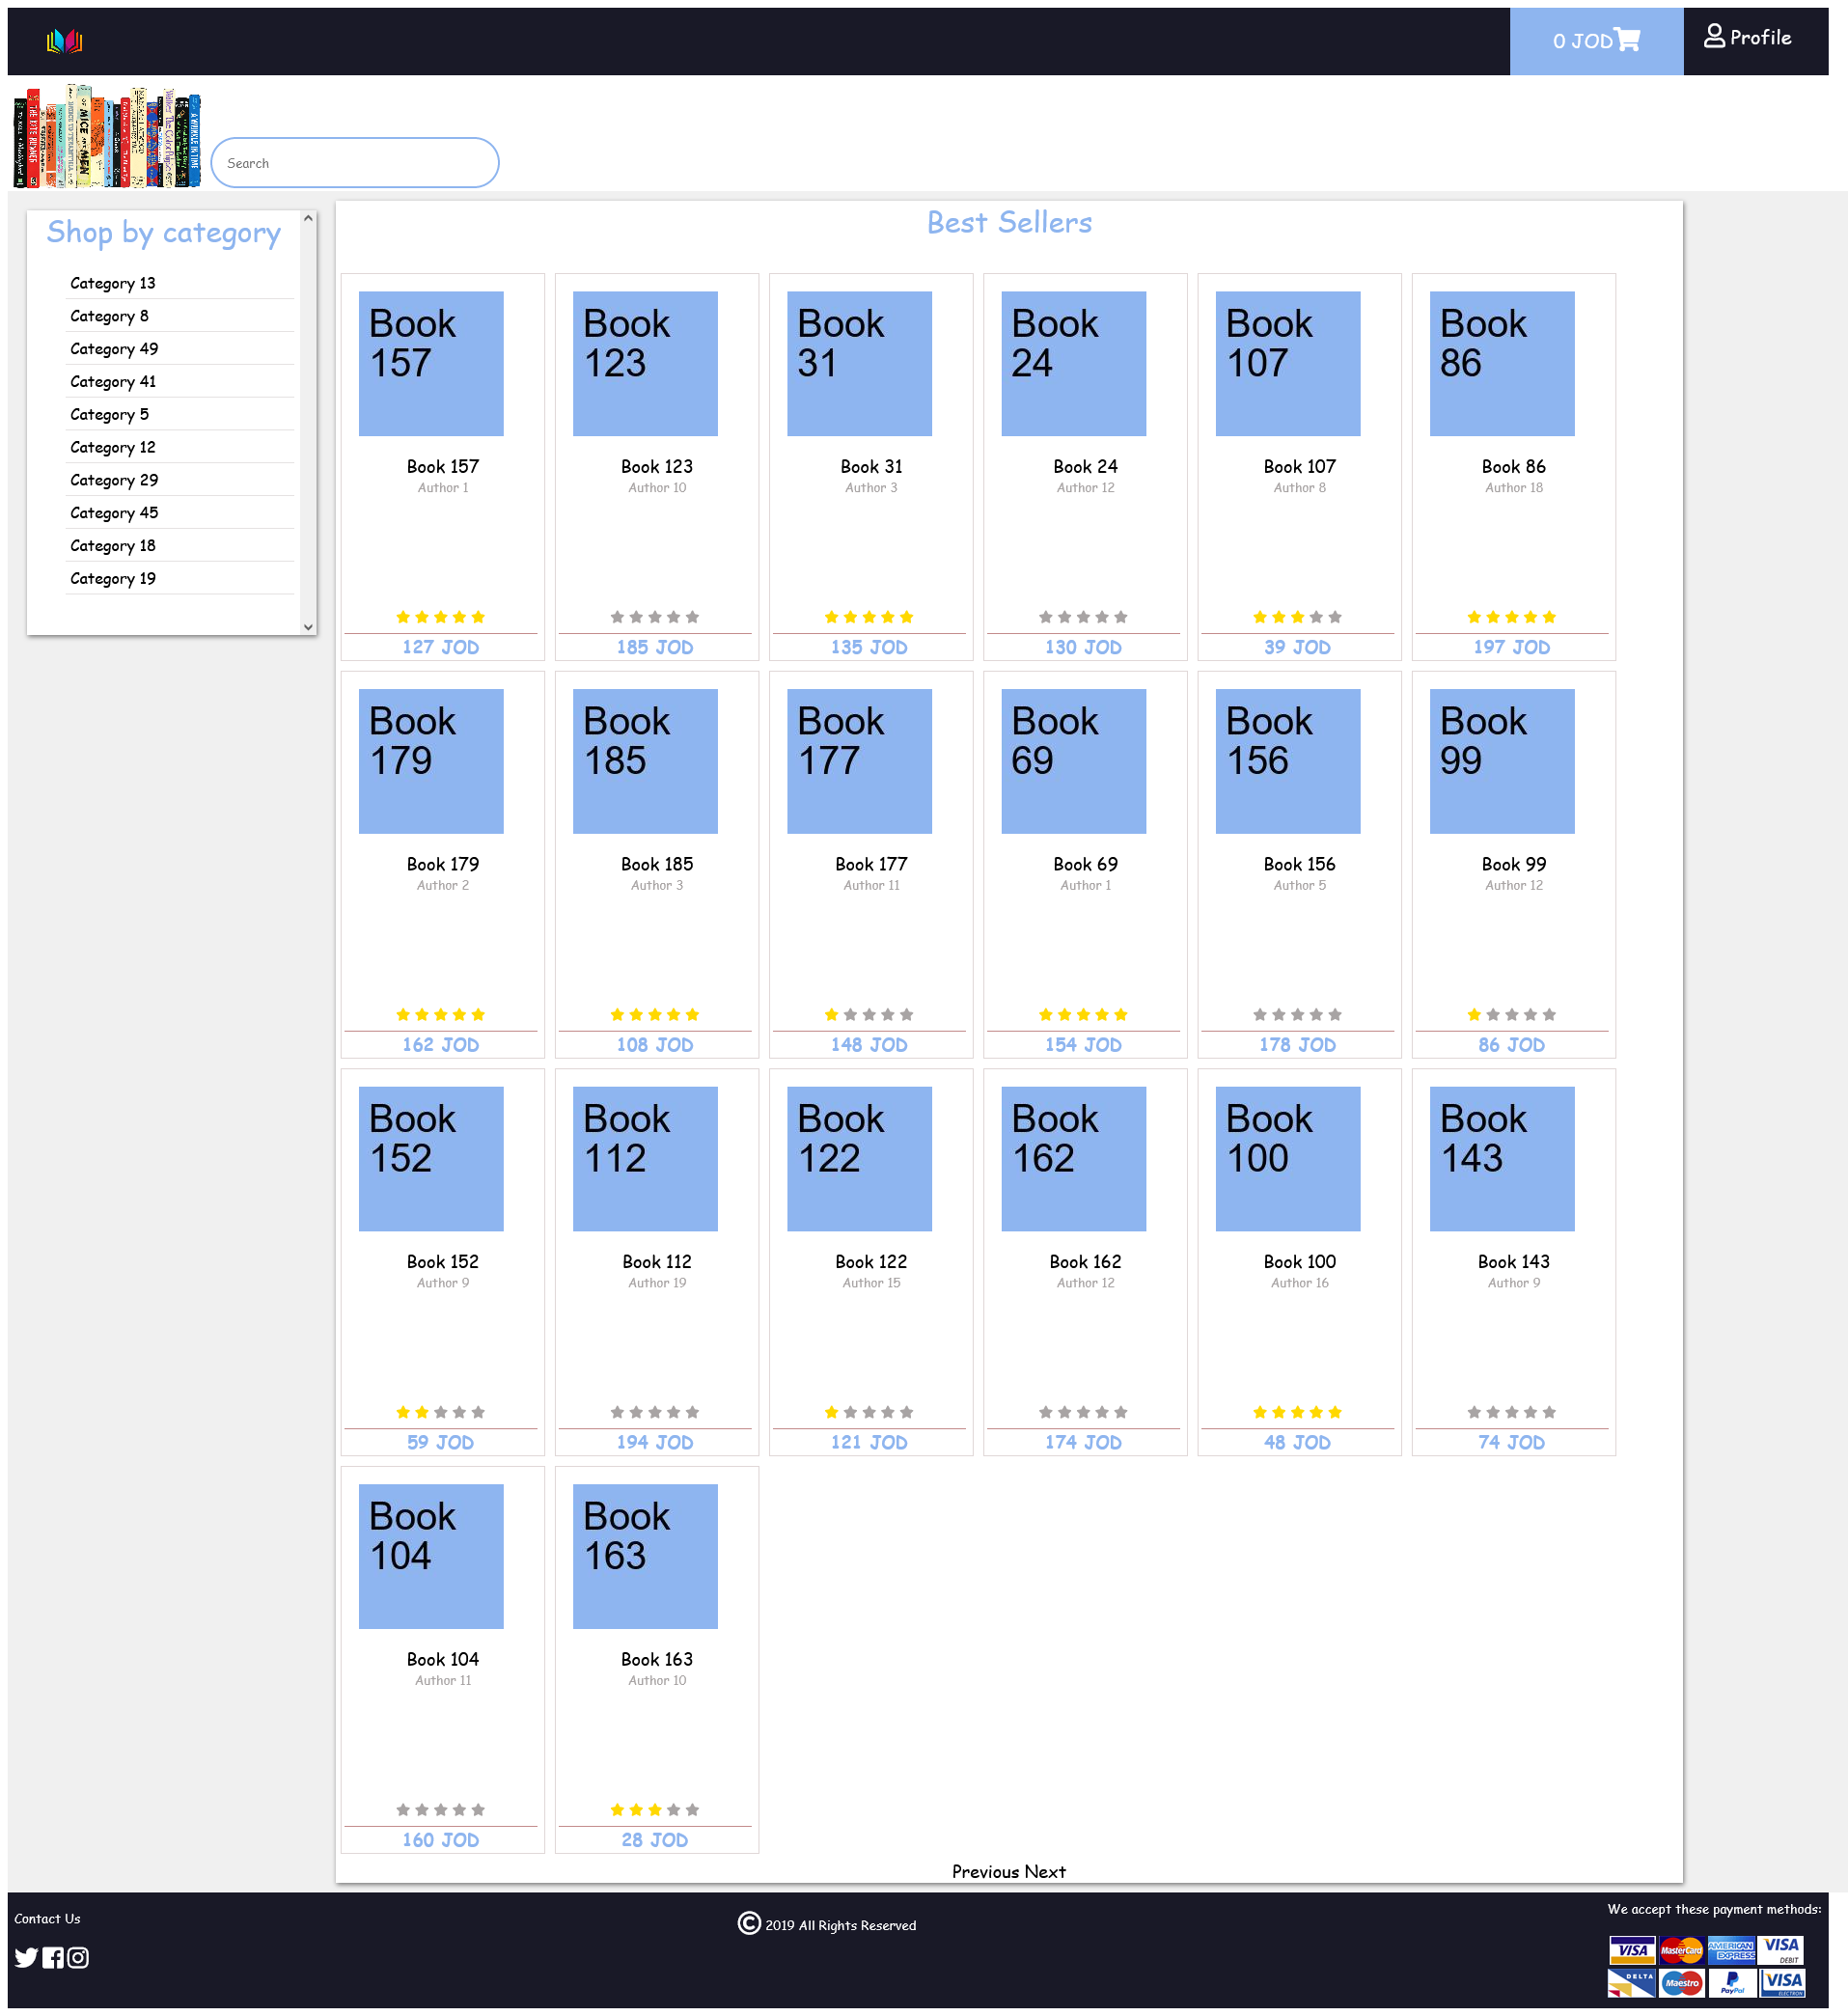 0 JOD
Profile
THE KITE RUNNER
OF MICE AND MEN
A WRINKLE IN TIME
Search
Shop by category
Category 13
Category 8
Category 49
Category 41
Category 5
Category 12
Category 29
Category 45
Category 18
Category 19
Best Sellers
Book
157
Book 157
Author 1
127 JOD
Book
123
Book 123
Author 10
185 JOD
Book
31
Book 31
Author 3
135 JOD
Book
24
Book 24
Author 12
130 JOD
Book
107
Book 107
Author 8
39 JOD
Book
86
Book 86
Author 18
197 JOD
Book
179
Book 179
Author 2
162 JOD
Book
185
Book 185
Author 3
108 JOD
Book
177
Book 177
Author 11
148 JOD
Book
69
Book 69
Author 1
154 JOD
Book
156
Book 156
Author 5
178 JOD
Book
99
Book 99
Author 12
86 JOD
Book
152
Book 152
Author 9
59 JOD
Book
112
Book 112
Author 19
194 JOD
Book
122
Book 122
Author 15
121 JOD
Book
162
Book 162
Author 12
174 JOD
Book
100
Book 100
Author 16
48 JOD
Book
143
Book 143
Author 9
74 JOD
Book
104
Book 104
Author 11
160 JOD
Book
163
Book 163
Author 10
28 JOD
Previous Next
Contact Us
© 2019 All Rights Reserved
We accept these payment methods:
VISA
MasterCard
AMERICAN EXPRESS
VISA
DEBIT
DELTA
Maestro
PayPal
VISA
ELECTRON